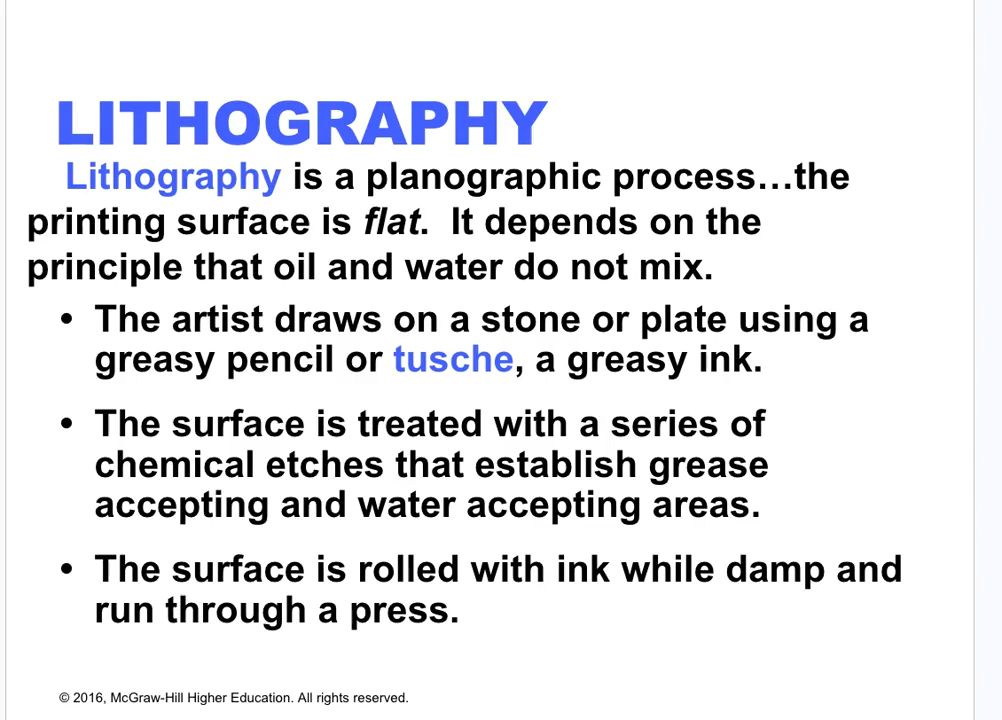 LITHOGRAPHY
Lithography is a planographic process…the
printing surface is flat.  It depends on the
principle that oil and water do not mix.
• The artist draws on a stone or plate using a
greasy pencil or tusche, a greasy ink.
• The surface is treated with a series of
chemical etches that establish grease
accepting and water accepting areas.
• The surface is rolled with ink while damp and
run through a press.
© 2016, McGraw-Hill Higher Education. All rights reserved.